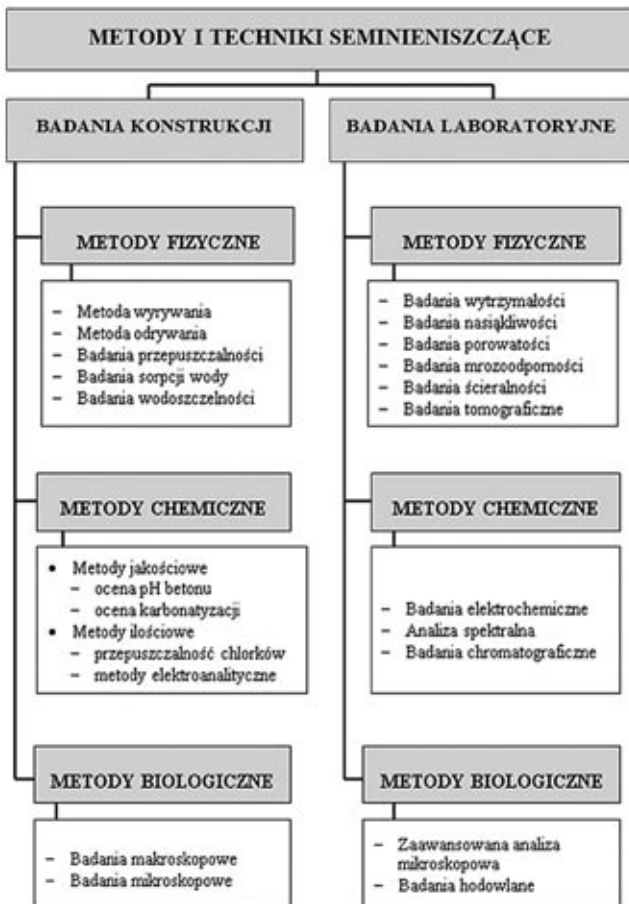 METODY I TECHNIKI SEMINIENISZCZĄCE
BADANIA KONSTRUKCJI
METODY FIZYCZNE
– Metoda wyrywania
– Metoda odrywania
– Badania przepuszczalności
– Badania sorpcji wody
– Badania wodoszczelności
METODY CHEMICZNE
• Metody jakościowe
– ocena pH betonu
– ocena karbonatyzacji
• Metody ilościowe
– przepuszczalność chlorków
– metody elektroanalityczne
METODY BIOLOGICZNE
– Badania makroskopowe
– Badania mikroskopowe
BADANIA LABORATORYJNE
METODY FIZYCZNE
– Badania wytrzymałości
– Badania nasiąkliwości
– Badania porowatości
– Badania mrozoodporności
– Badania ścieralności
– Badania tomograficzne
METODY CHEMICZNE
– Badania elektrochemiczne
– Analiza spektralna
– Badania chromatograficzne
METODY BIOLOGICZNE
– Zaawansowana analiza
mikroskopowa
– Badania hodowlane